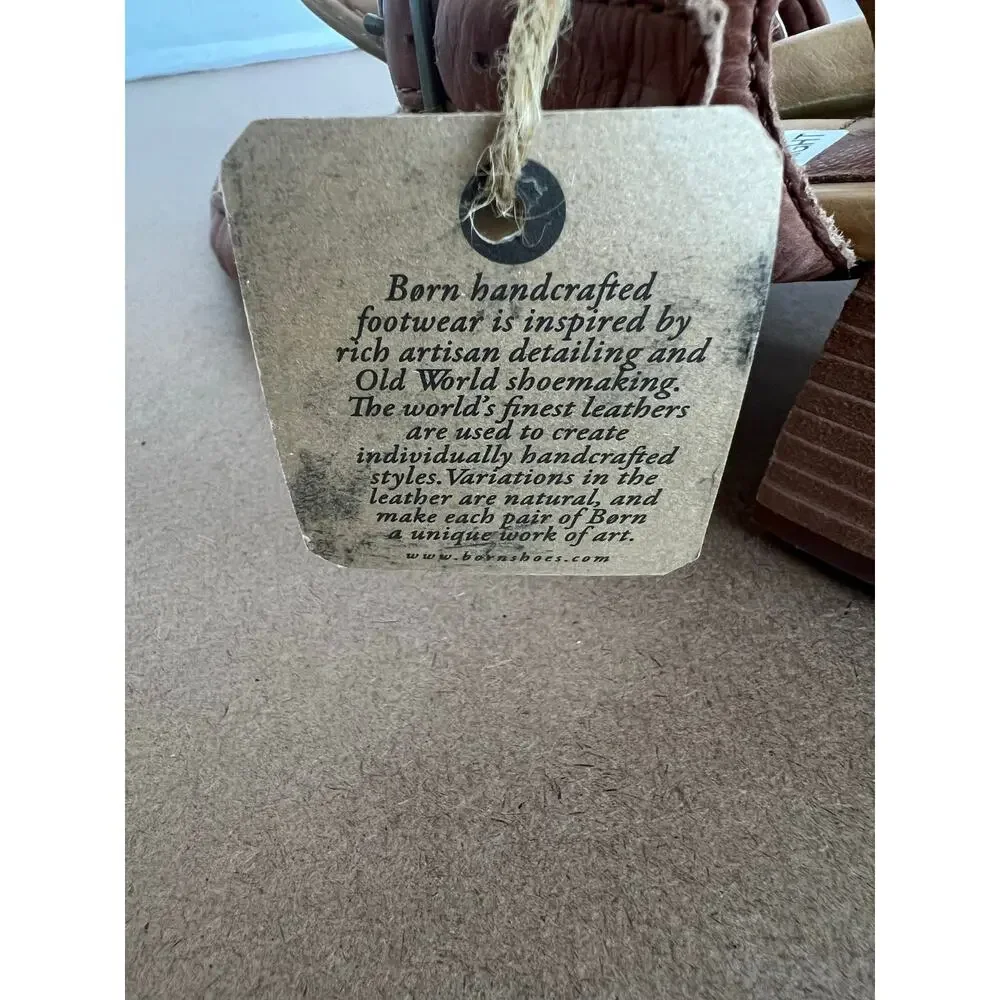 Børn handcrafted
footwear is inspired by
rich artisan detailing and
Old World shoemaking.
The world's finest leathers
are used to create
individually handcrafted
styles. Variations in the
leather are natural, and
make each pair of Børn
a unique work of art.
www.bornshoes.com